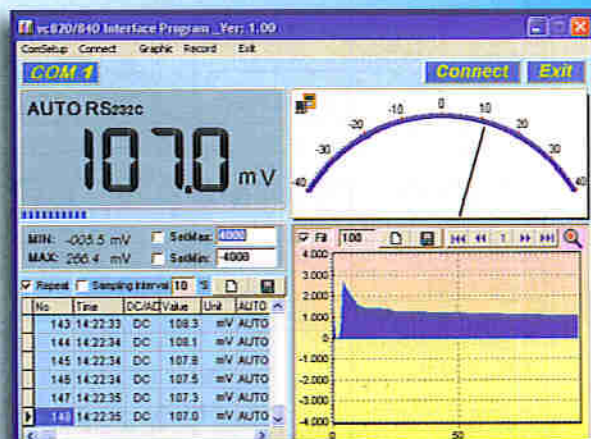 vc820/840 Interface Program _Ver: 1.00
ComSetup Connect Graphic Record Exit
COM 1 Connect Exit
AUTO RS232C
107.0 mV
-40 -30 -20 -10 0 10 20 30 40
MIN: -005.5 mV SetMax: 4000
MAX: 266.4 mV SetMin: -4000
Repeat Sampling Interval 10 'S
No Time DC/AC Value Unit AUTO
143 14:22:33 DC 108.3 mV AUTO
144 14:22:34 DC 108.1 mV AUTO
145 14:22:34 DC 107.8 mV AUTO
146 14:22:34 DC 107.5 mV AUTO
147 14:22:35 DC 107.3 mV AUTO
148 14:22:35 DC 107.0 mV AUTO
Fill 100 1
4.000
3.000
2.000
1.000
0
-1.000
-2.000
-3.000
-4.000
0 50